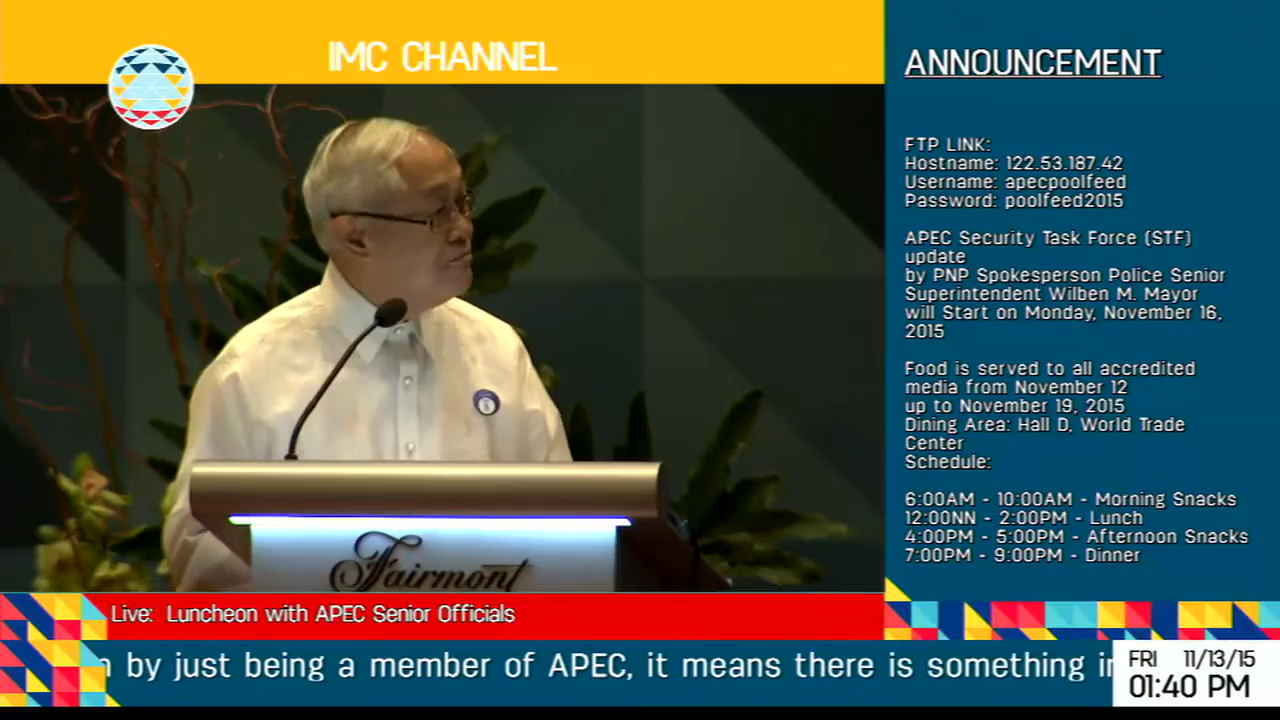 IMC CHANNEL
ANNOUNCEMENT
FTP LINK:
Hostname: 122.53.187.42
Username: apecpoolfeed
Password: poolfeed2015
APEC Security Task Force (STF)
update
by PNP Spokesperson Police Senior
Superintendent Wilben M. Mayor
will Start on Monday, November 16,
2015
Food is served to all accredited
media from November 12
up to November 19, 2015
Dining Area: Hall D, World Trade
Center
Schedule:
6:00AM - 10:00AM - Morning Snacks
12:00NN - 2:00PM - Lunch
4:00PM - 5:00PM - Afternoon Snacks
7:00PM - 9:00PM - Dinner
Fairmont
Live: Luncheon with APEC Senior Officials
by just being a member of APEC, it means there is something
FRI 11/13/15
01:40 PM